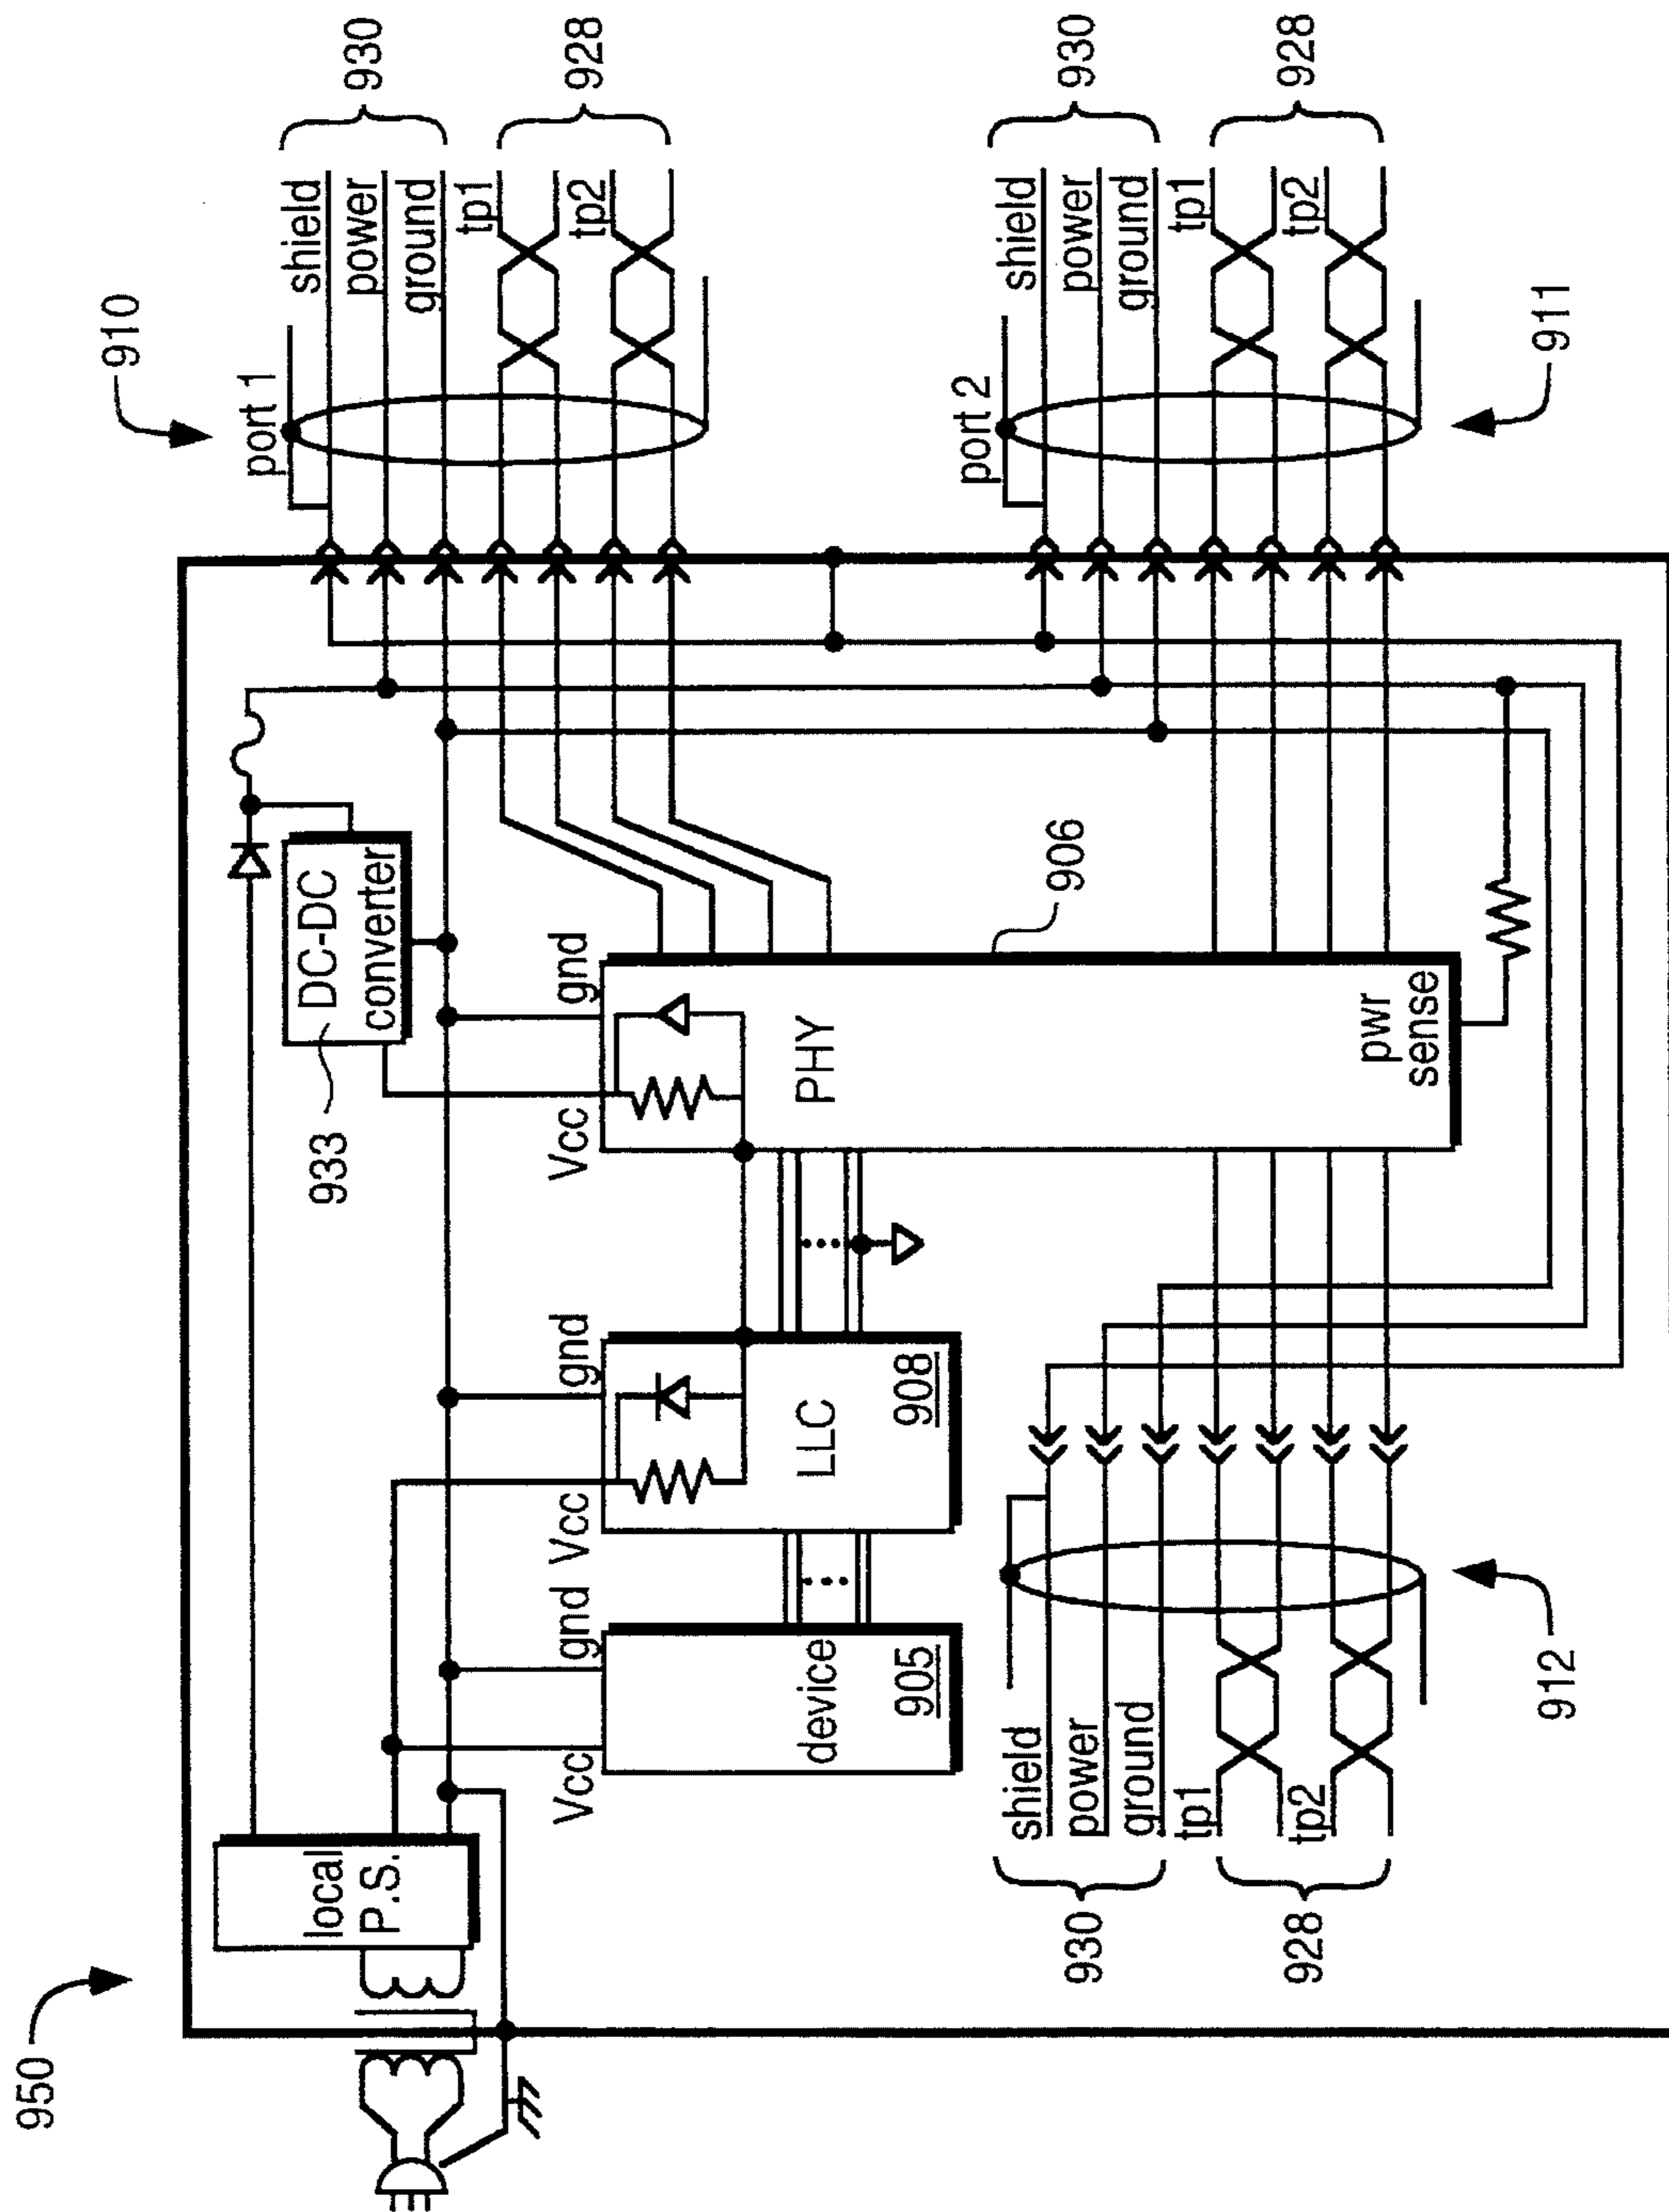 950
910
port 1
shield
power
ground
tp1
tp2
930
928
local
P.S.
DC-DC
converter
933
Vcc
gnd
Vcc
gnd
Vcc
gnd
device
905
LLC
908
PHY
906
pwr
sense
port 2
shield
power
ground
tp1
tp2
930
928
911
shield
power
ground
tp1
tp2
930
928
912